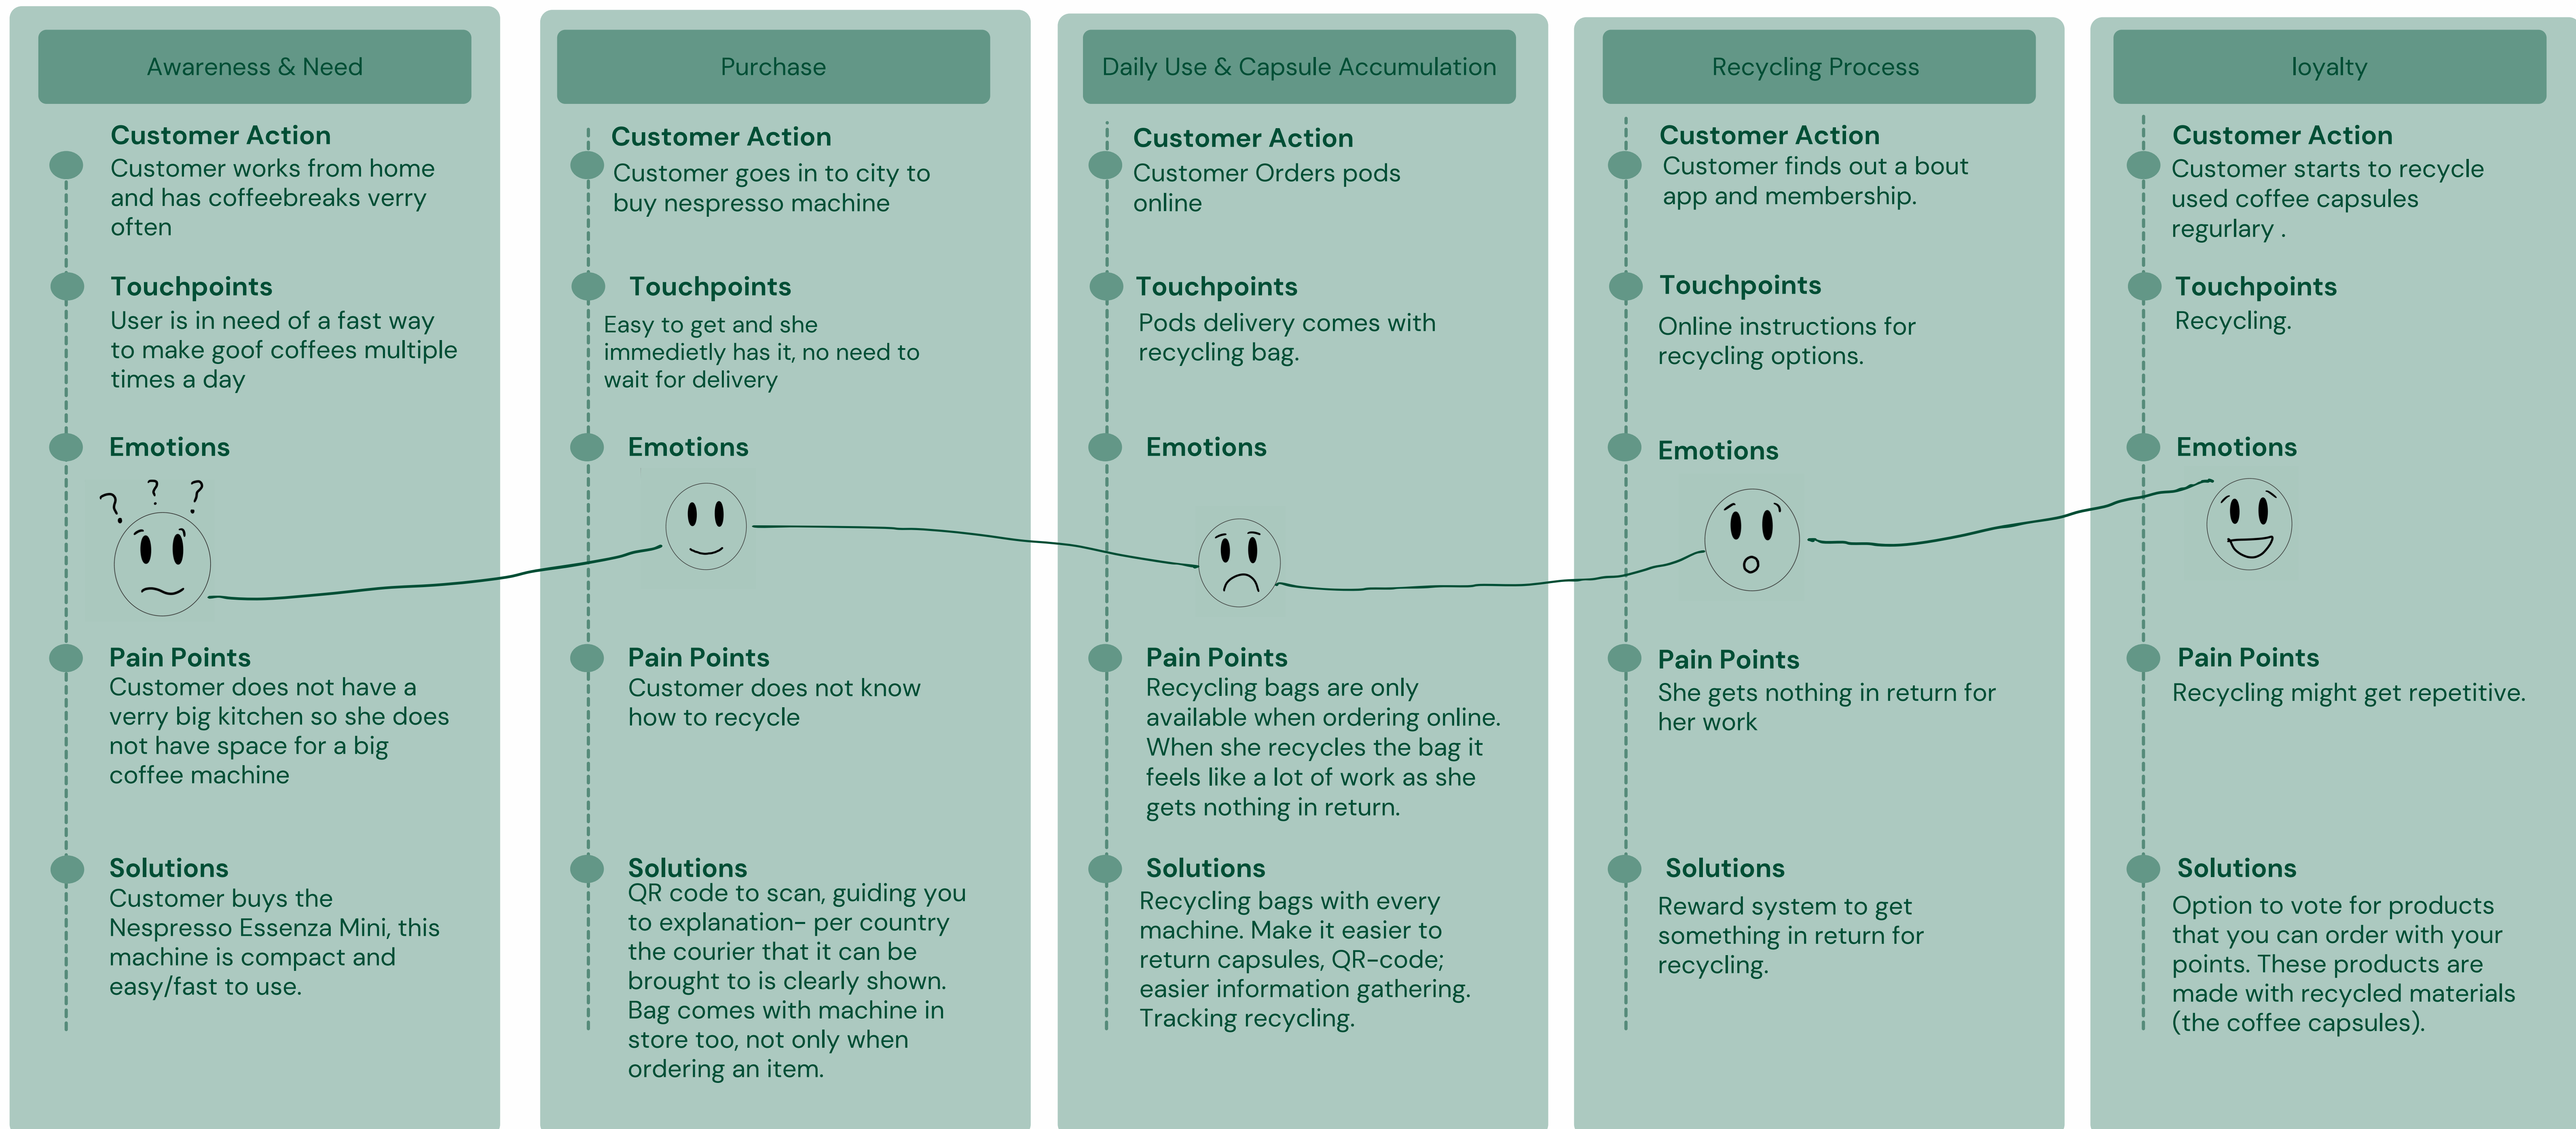 Awareness & Need
Customer Action
Customer works from home
and has coffeebreaks verry
often
Touchpoints
User is in need of a fast way
to make goof coffees multiple
times a day
Emotions
? ? ?
Pain Points
Customer does not have a
verry big kitchen so she does
not have space for a big
coffee machine
Solutions
Customer buys the
Nespresso Essenza Mini, this
machine is compact and
easy/fast to use.
Purchase
Customer Action
Customer goes in to city to
buy nespresso machine
Touchpoints
Easy to get and she
immedietly has it, no need to
wait for delivery
Emotions
Pain Points
Customer does not know
how to recycle
Solutions
QR code to scan, guiding you
to explanation- per country
the courier that it can be
brought to is clearly shown.
Bag comes with machine in
store too, not only when
ordering an item.
Daily Use & Capsule Accumulation
Customer Action
Customer Orders pods
online
Touchpoints
Pods delivery comes with
recycling bag.
Emotions
Pain Points
Recycling bags are only
available when ordering online.
When she recycles the bag it
feels like a lot of work as she
gets nothing in return.
Solutions
Recycling bags with every
machine. Make it easier to
return capsules, QR-code;
easier information gathering.
Tracking recycling.
Recycling Process
Customer Action
Customer finds out a bout
app and membership.
Touchpoints
Online instructions for
recycling options.
Emotions
Pain Points
She gets nothing in return for
her work
Solutions
Reward system to get
something in return for
recycling.
loyalty
Customer Action
Customer starts to recycle
used coffee capsules
regurlary .
Touchpoints
Recycling.
Emotions
Pain Points
Recycling might get repetitive.
Solutions
Option to vote for products
that you can order with your
points. These products are
made with recycled materials
(the coffee capsules).